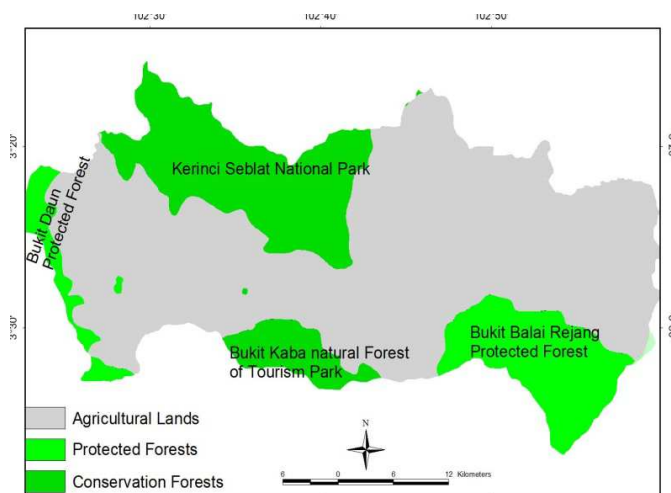 102°30' 102°40' 102°50'
3°20'
3°30'
Kerinci Seblat National Park
Bukit Daun
Protected Forest
Bukit Kaba natural Forest
of Tourism Park
Bukit Balai Rejang
Protected Forest
Agricultural Lands
Protected Forests
Conservation Forests
N
6 0 6 12 Kilometers